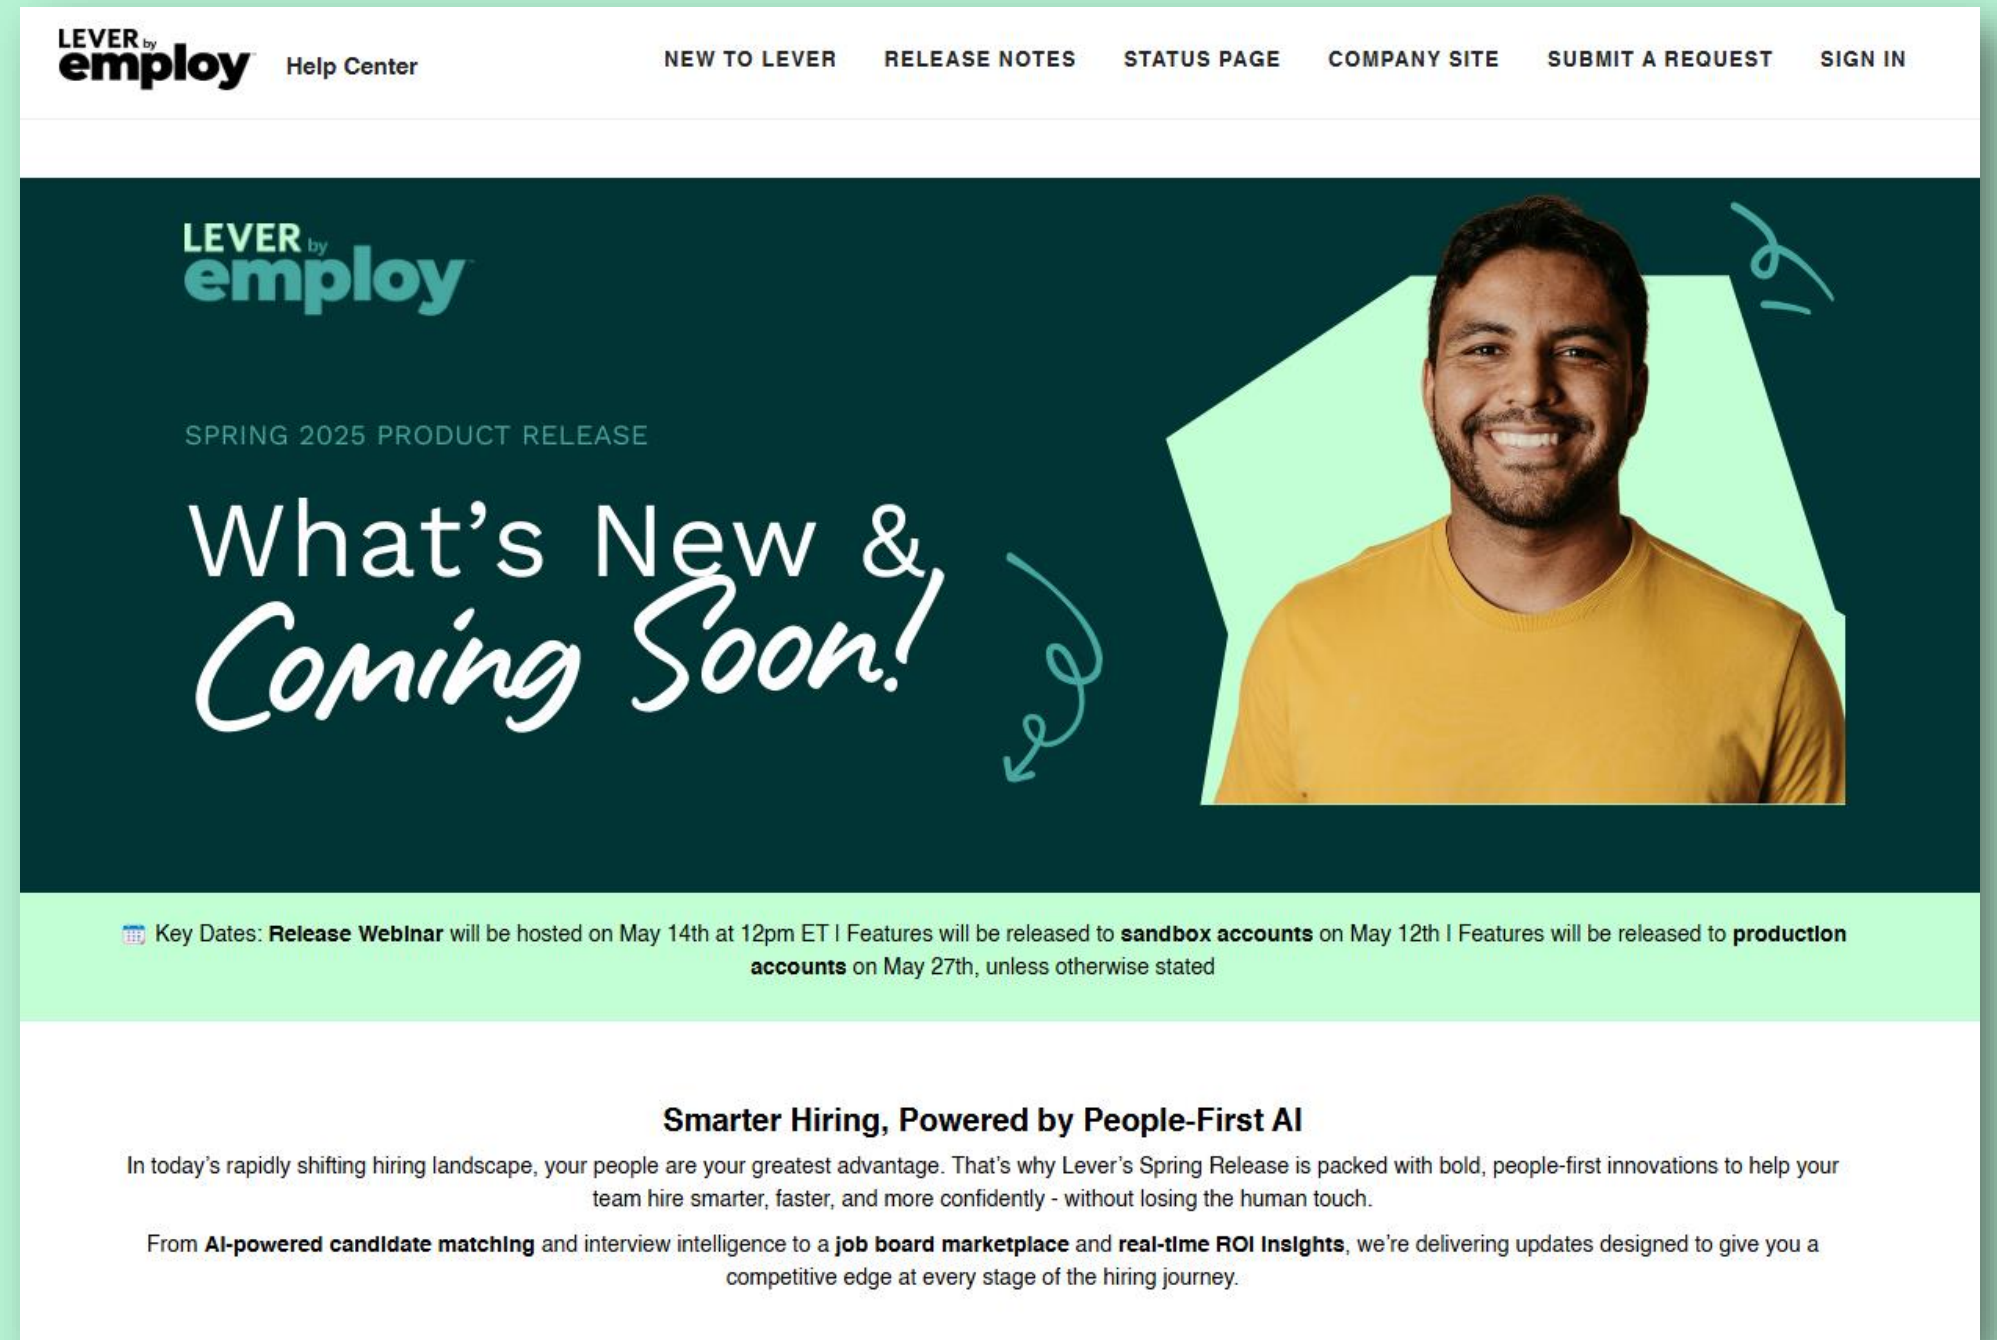 LEVER by
employ
Help Center
NEW TO LEVER
RELEASE NOTES
STATUS PAGE
COMPANY SITE
SUBMIT A REQUEST
SIGN IN
LEVER by
employ
SPRING 2025 PRODUCT RELEASE
What's New &
Coming Soon!
Key Dates: Release Webinar will be hosted on May 14th at 12pm ET | Features will be released to sandbox accounts on May 12th | Features will be released to production
accounts on May 27th, unless otherwise stated
Smarter Hiring, Powered by People-First AI
In today’s rapidly shifting hiring landscape, your people are your greatest advantage. That’s why Lever’s Spring Release is packed with bold, people-first innovations to help your
team hire smarter, faster, and more confidently - without losing the human touch.
From AI-powered candidate matching and interview intelligence to a job board marketplace and real-time ROI insights, we’re delivering updates designed to give you a
competitive edge at every stage of the hiring journey.